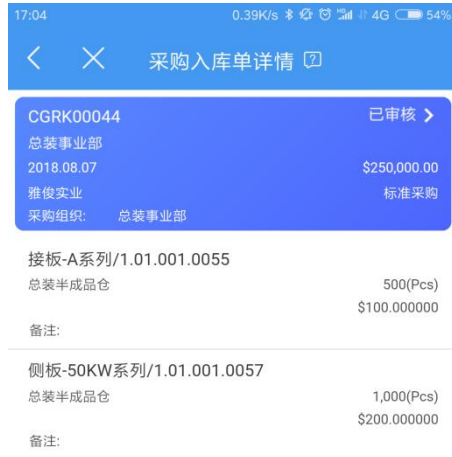 17:04 0.39K/s 4G 54%
采购入库单详情
CGRK00044 已审核
总装事业部
2018.08.07 $250,000.00
雅俊实业 标准采购
采购组织: 总装事业部
接板-A系列/1.01.001.0055
总装半成品仓 500(Pcs)
$100.000000
备注:
侧板-50KW系列/1.01.001.0057
总装半成品仓 1,000(Pcs)
$200.000000
备注: